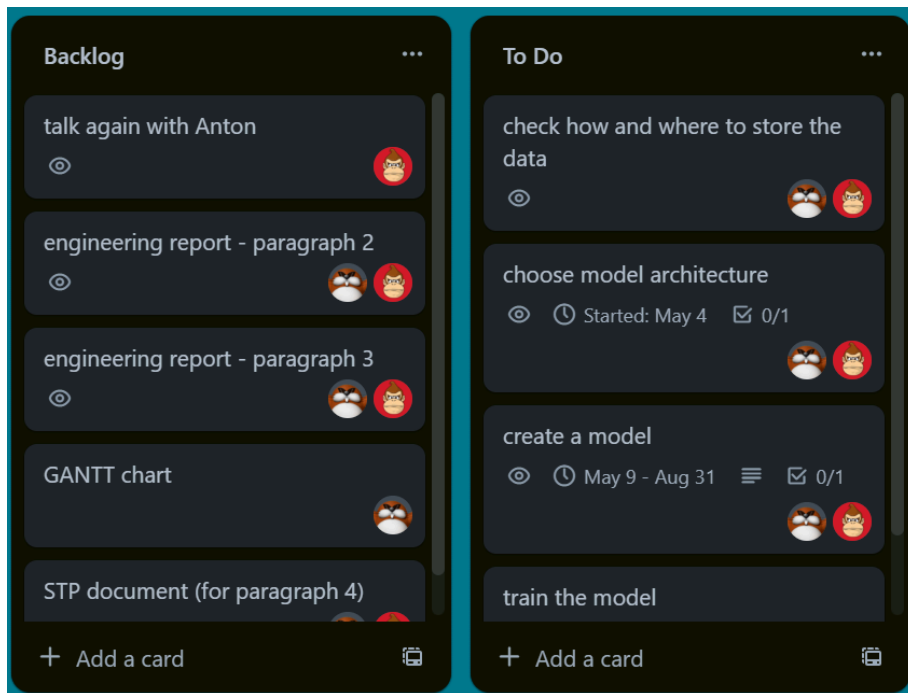 Backlog
talk again with Anton
engineering report - paragraph 2
engineering report - paragraph 3
GANTT chart
STP document (for paragraph 4)
+ Add a card
To Do
check how and where to store the
data
choose model architecture
Started: May 4 0/1
create a model
May 9 - Aug 31 0/1
train the model
+ Add a card